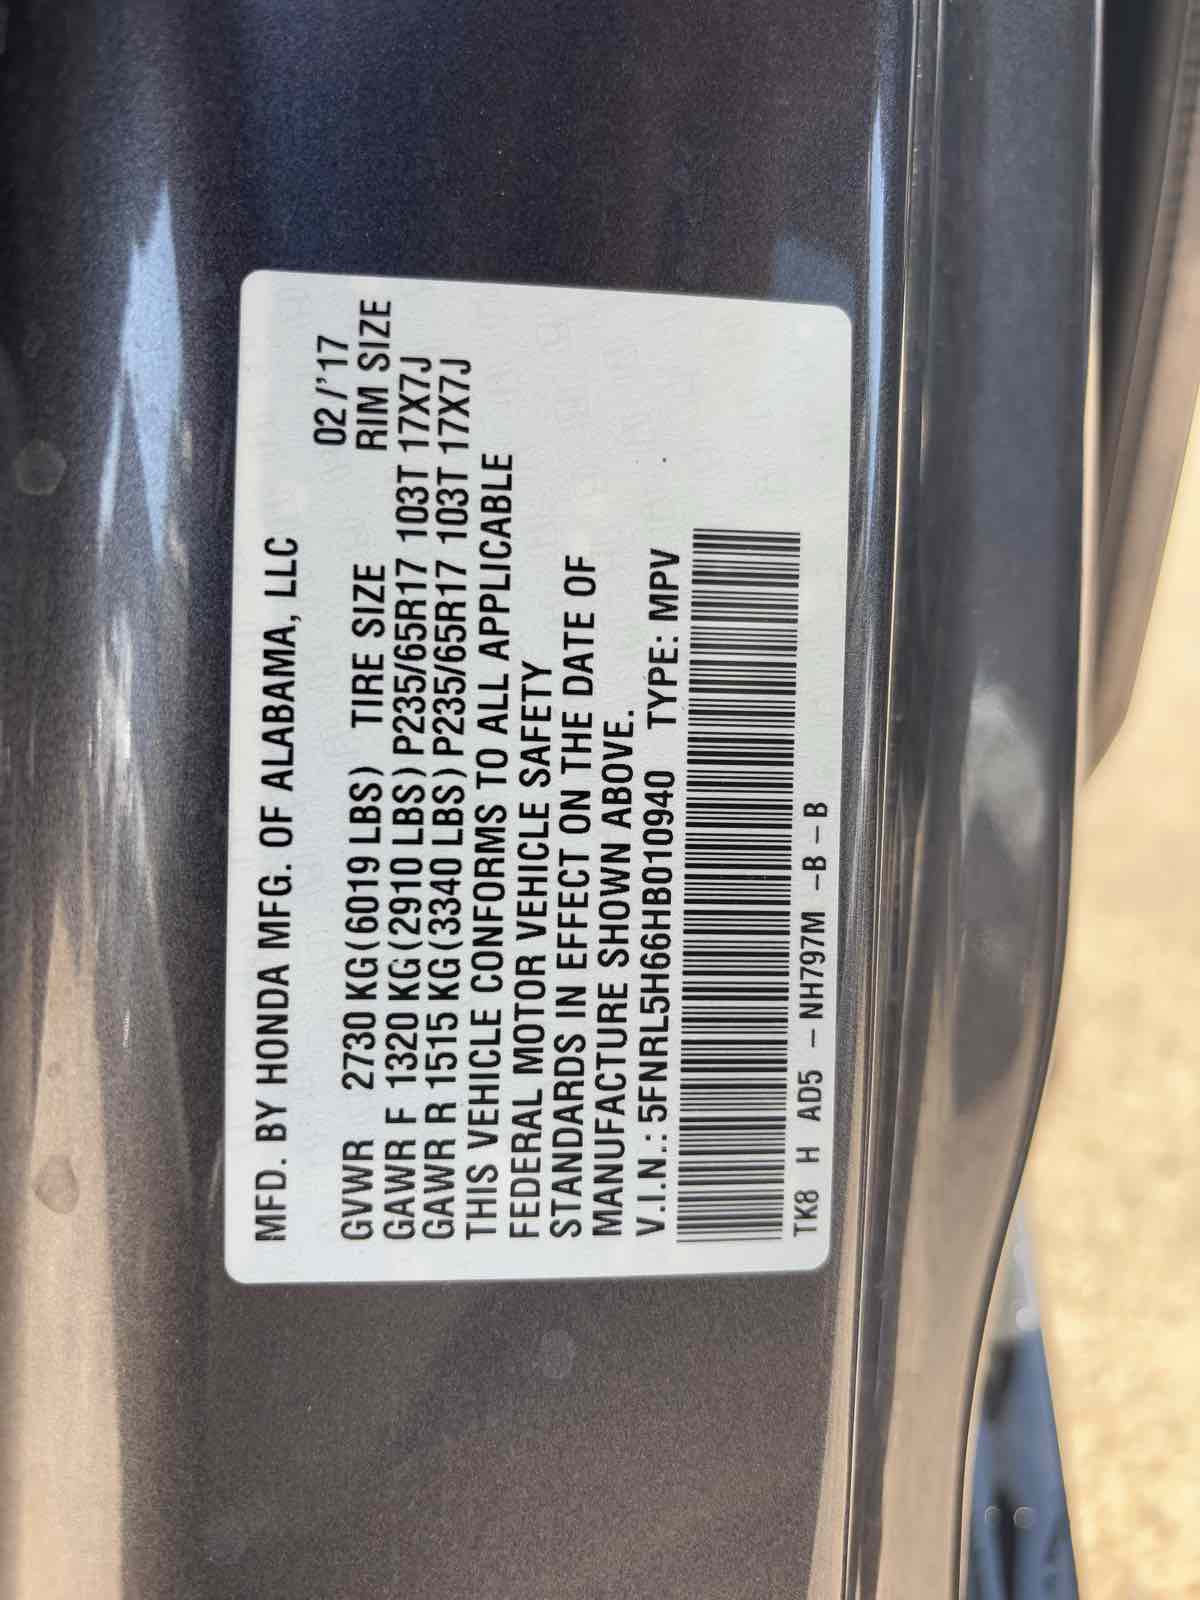 MFD. BY HONDA MFG. OF ALABAMA, LLC
02/'17
GVWR 2730 KG(6019 LBS) TIRE SIZE RIM SIZE
GAWR F 1320 KG(2910 LBS) P235/65R17 103T 17X7J
GAWR R 1515 KG(3340 LBS) P235/65R17 103T 17X7J
THIS VEHICLE CONFORMS TO ALL APPLICABLE
FEDERAL MOTOR VEHICLE SAFETY
STANDARDS IN EFFECT ON THE DATE OF
MANUFACTURE SHOWN ABOVE.
V.I.N.: 5FNRL5H66HB010940 TYPE: MPV
TK8 H AD5 -NH797M -B-B